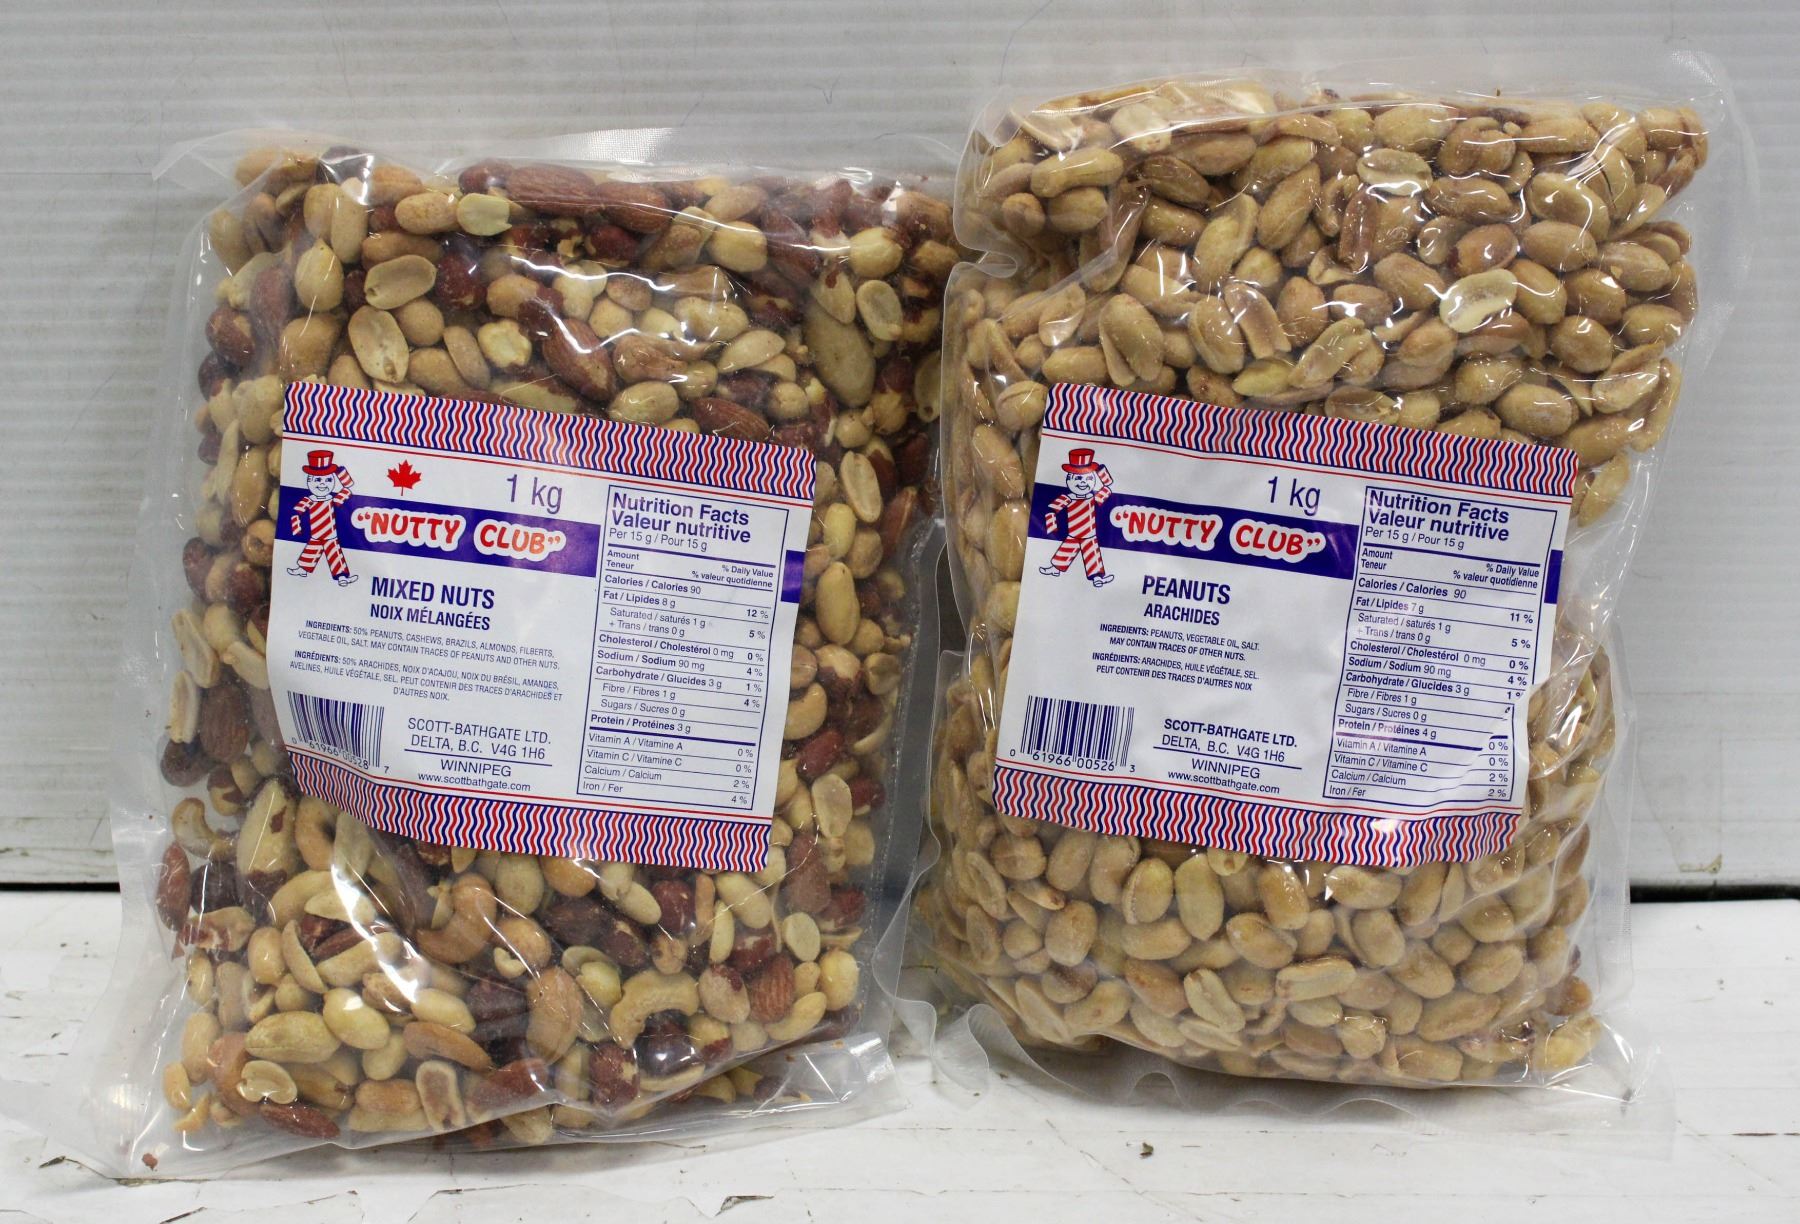 1 kg
“NUTTY CLUB”
MIXED NUTS
NOIX MÉLANGÉES
INGREDIENTS: 50% PEANUTS, CASHEWS, BRAZILS, ALMONDS, FILBERTS,
VEGETABLE OIL, SALT. MAY CONTAIN TRACES OF PEANUTS AND OTHER NUTS.
INGRÉDIENTS: 50% ARACHIDES, NOIX D'ACAJOU, NOIX DU BRÉSIL, AMANDES,
AVELINES, HUILE VÉGÉTALE, SEL. PEUT CONTENIR DES TRACES D'ARACHIDES ET
D'AUTRES NOIX.
0 61966 00528 7
SCOTT-BATHGATE LTD.
DELTA, B.C. V4G 1H6
WINNIPEG
www.scottbathgate.com
Nutrition Facts
Valeur nutritive
Per 15 g / Pour 15 g
Amount % Daily Value
Teneur % valeur quotidienne
Calories / Calories 90
Fat / Lipides 8 g 12 %
Saturated / saturés 1 g
+ Trans / trans 0 g 5 %
Cholesterol / Cholestérol 0 mg 0 %
Sodium / Sodium 90 mg 4 %
Carbohydrate / Glucides 3 g 1 %
Fibre / Fibres 1 g 4 %
Sugars / Sucres 0 g
Protein / Protéines 3 g
Vitamin A / Vitamine A 0 %
Vitamin C / Vitamine C 0 %
Calcium / Calcium 2 %
Iron / Fer 4 %
1 kg
“NUTTY CLUB”
PEANUTS
ARACHIDES
INGREDIENTS: PEANUTS, VEGETABLE OIL, SALT.
MAY CONTAIN TRACES OF OTHER NUTS.
INGRÉDIENTS: ARACHIDES, HUILE VÉGÉTALE, SEL.
PEUT CONTENIR DES TRACES D'AUTRES NOIX
0 61966 00526 3
SCOTT-BATHGATE LTD.
DELTA, B.C. V4G 1H6
WINNIPEG
www.scottbathgate.com
Nutrition Facts
Valeur nutritive
Per 15 g / Pour 15 g
Amount % Daily Value
Teneur % valeur quotidienne
Calories / Calories 90
Fat / Lipides 7 g 11 %
Saturated / saturés 1 g
+ Trans / trans 0 g 5 %
Cholesterol / Cholestérol 0 mg 0 %
Sodium / Sodium 90 mg 4 %
Carbohydrate / Glucides 3 g 1 %
Fibre / Fibres 1 g
Sugars / Sucres 0 g
Protein / Protéines 4 g
Vitamin A / Vitamine A 0 %
Vitamin C / Vitamine C 0 %
Calcium / Calcium 2 %
Iron / Fer 2 %